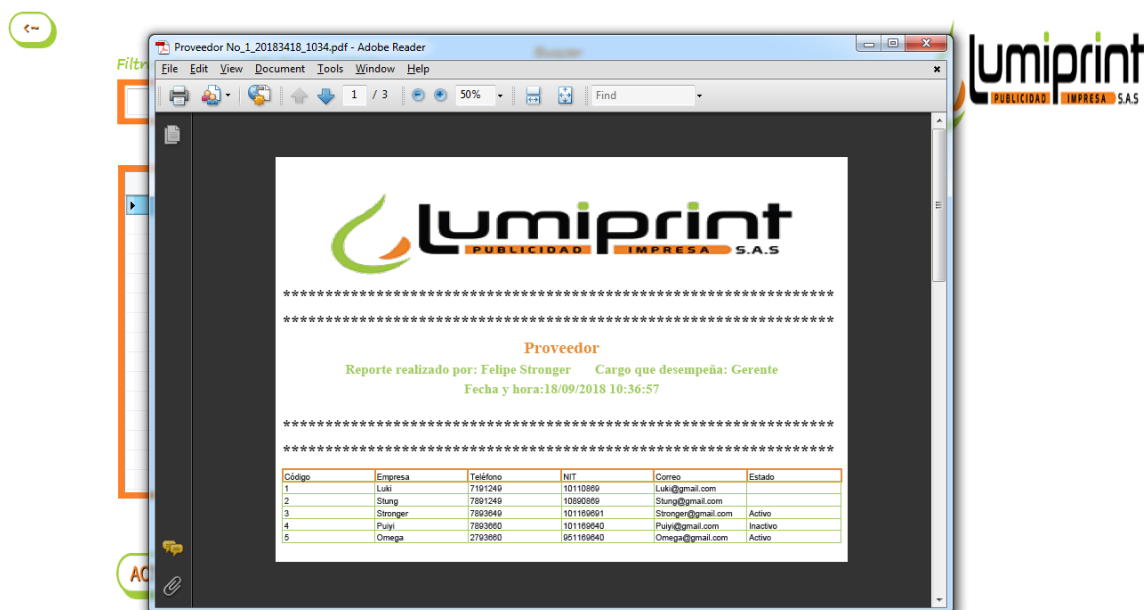 <--
Proveedor No_1_20183418_1034.pdf - Adobe Reader
Buscar
Filtr
File Edit View Document Tools Window Help
1 / 3 50% Find
lumiprint
PUBLICIDAD IMPRESA S.A.S
lumiprint
PUBLICIDAD IMPRESA S.A.S
*****************************************************************
*****************************************************************
Proveedor
Reporte realizado por: Felipe Stronger Cargo que desempeña: Gerente
Fecha y hora:18/09/2018 10:36:57
*****************************************************************
*****************************************************************
Código Empresa Teléfono NIT Correo Estado
1 Luki 7191249 10110869 Luki@gmail.com
2 Stung 7891249 10890869 Stung@gmail.com
3 Stronger 7893649 101169691 Stronger@gmail.com Activo
4 Puiyi 7893660 101169640 Puiyi@gmail.com Inactivo
5 Omega 2793660 951169640 Omega@gmail.com Activo
AC